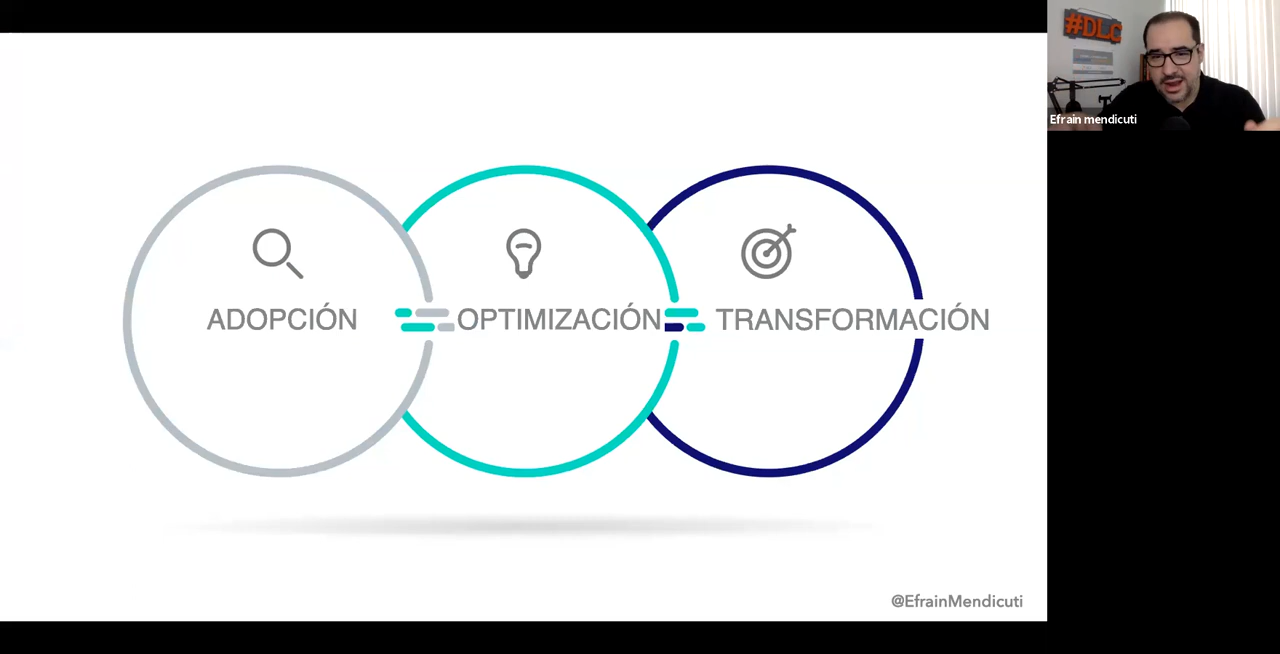 #DLC
Efrain mendicuti
ADOPCIÓN
OPTIMIZACIÓN
TRANSFORMACIÓN
@EfrainMendicuti